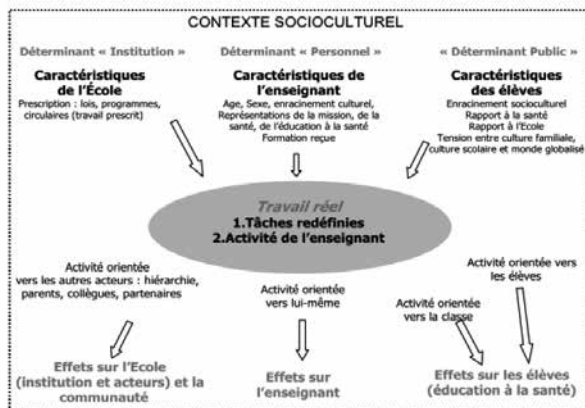 CONTEXTE SOCIOCULTUREL
Déterminant « Institution »
Caractéristiques
de l'École
Prescription : lois, programmes,
circulaires (travail prescrit)
Déterminant « Personnel »
Caractéristiques de
l'enseignant
Age, Sexe, enracinement culturel,
Représentations de la mission, de la
santé, de l'éducation à la santé
Formation reçue
« Déterminant Public »
Caractéristiques
des élèves
Enracinement socioculturel
Rapport à la santé
Rapport à l'Ecole
Tension entre culture familiale,
culture scolaire et monde globalisé
Travail réel
1.Tâches redéfinies
2.Activité de l'enseignant
Activité orientée
vers les autres acteurs : hiérarchie,
parents, collègues, partenaires
Activité orientée
vers lui-même
Activité orientée
vers la classe
Activité orientée vers
les élèves
Effets sur l'Ecole
(institution et acteurs) et la
communauté
Effets sur
l'enseignant
Effets sur les élèves
(éducation à la santé)